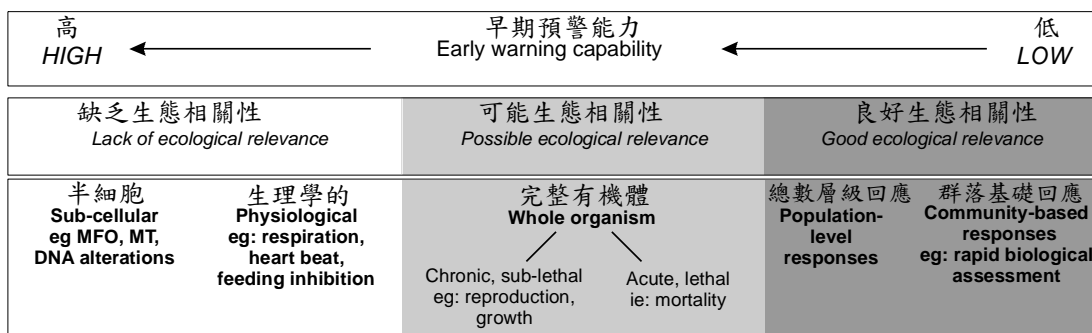 高
HIGH
早期預警能力
Early warning capability
低
LOW
缺乏生態相關性
Lack of ecological relevance
可能生態相關性
Possible ecological relevance
良好生態相關性
Good ecological relevance
半細胞
Sub-cellular
eg MFO, MT,
DNA alterations
生理學的
Physiological
eg: respiration,
heart beat,
feeding inhibition
完整有機體
Whole organism
Chronic, sub-lethal
eg: reproduction,
growth
Acute, lethal
ie: mortality
總數層級回應
Population-
level
responses
群落基礎回應
Community-based
responses
eg: rapid biological
assessment